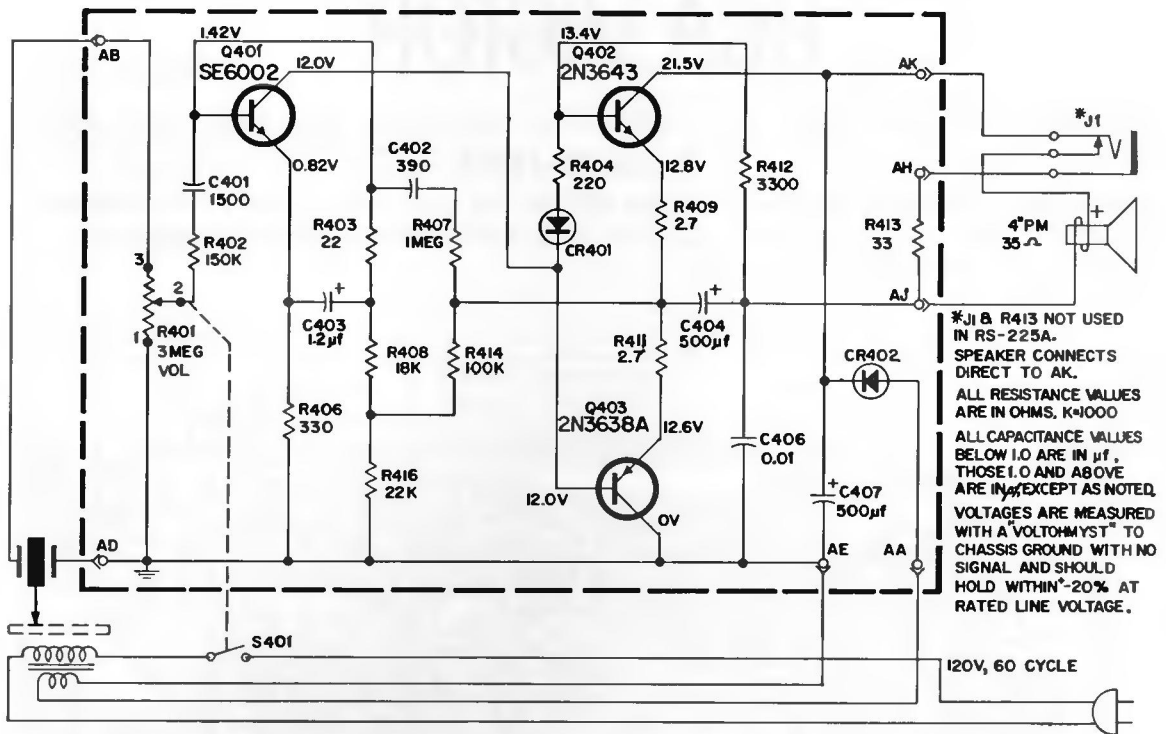 AB
1.42V
Q401
SE6002
12.0V
0.82V
C401
1500
R402
150K
3
2
1
R401
3MEG
VOL
C402
390
R403
22
R407
1MEG
C403
1.2µf
+
R408
18K
R414
100K
R406
330
R416
22K
AD
13.4V
Q402
2N3643
21.5V
12.8V
R404
220
CR401
R409
2.7
R412
3300
+
C404
500µf
R411
2.7
Q403
2N3638A
12.6V
12.0V
0V
C406
0.01
CR402
+
C407
500µf
AE
AA
AK
AH
AJ
R413
33
*J1
4"PM
35Ω
+
*J1 & R413 NOT USED
IN RS-225A.
SPEAKER CONNECTS
DIRECT TO AK.
ALL RESISTANCE VALUES
ARE IN OHMS, K=1000
ALL CAPACITANCE VALUES
BELOW 1.0 ARE IN µf,
THOSE 1.0 AND ABOVE
ARE IN EXCEPT AS NOTED.
VOLTAGES ARE MEASURED
WITH A "VOLTOHMYST" TO
CHASSIS GROUND WITH NO
SIGNAL AND SHOULD
HOLD WITHIN +-20% AT
RATED LINE VOLTAGE.
S401
120V, 60 CYCLE